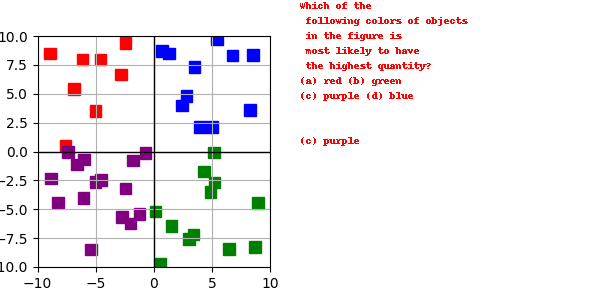 Which of the
following colors of objects
in the figure is
most likely to have
the highest quantity?
(a) red (b) green
(c) purple (d) blue
(c) purple
10.0
7.5
5.0
2.5
0.0
−2.5
−5.0
−7.5
10.0
−10 −5 0 5 10